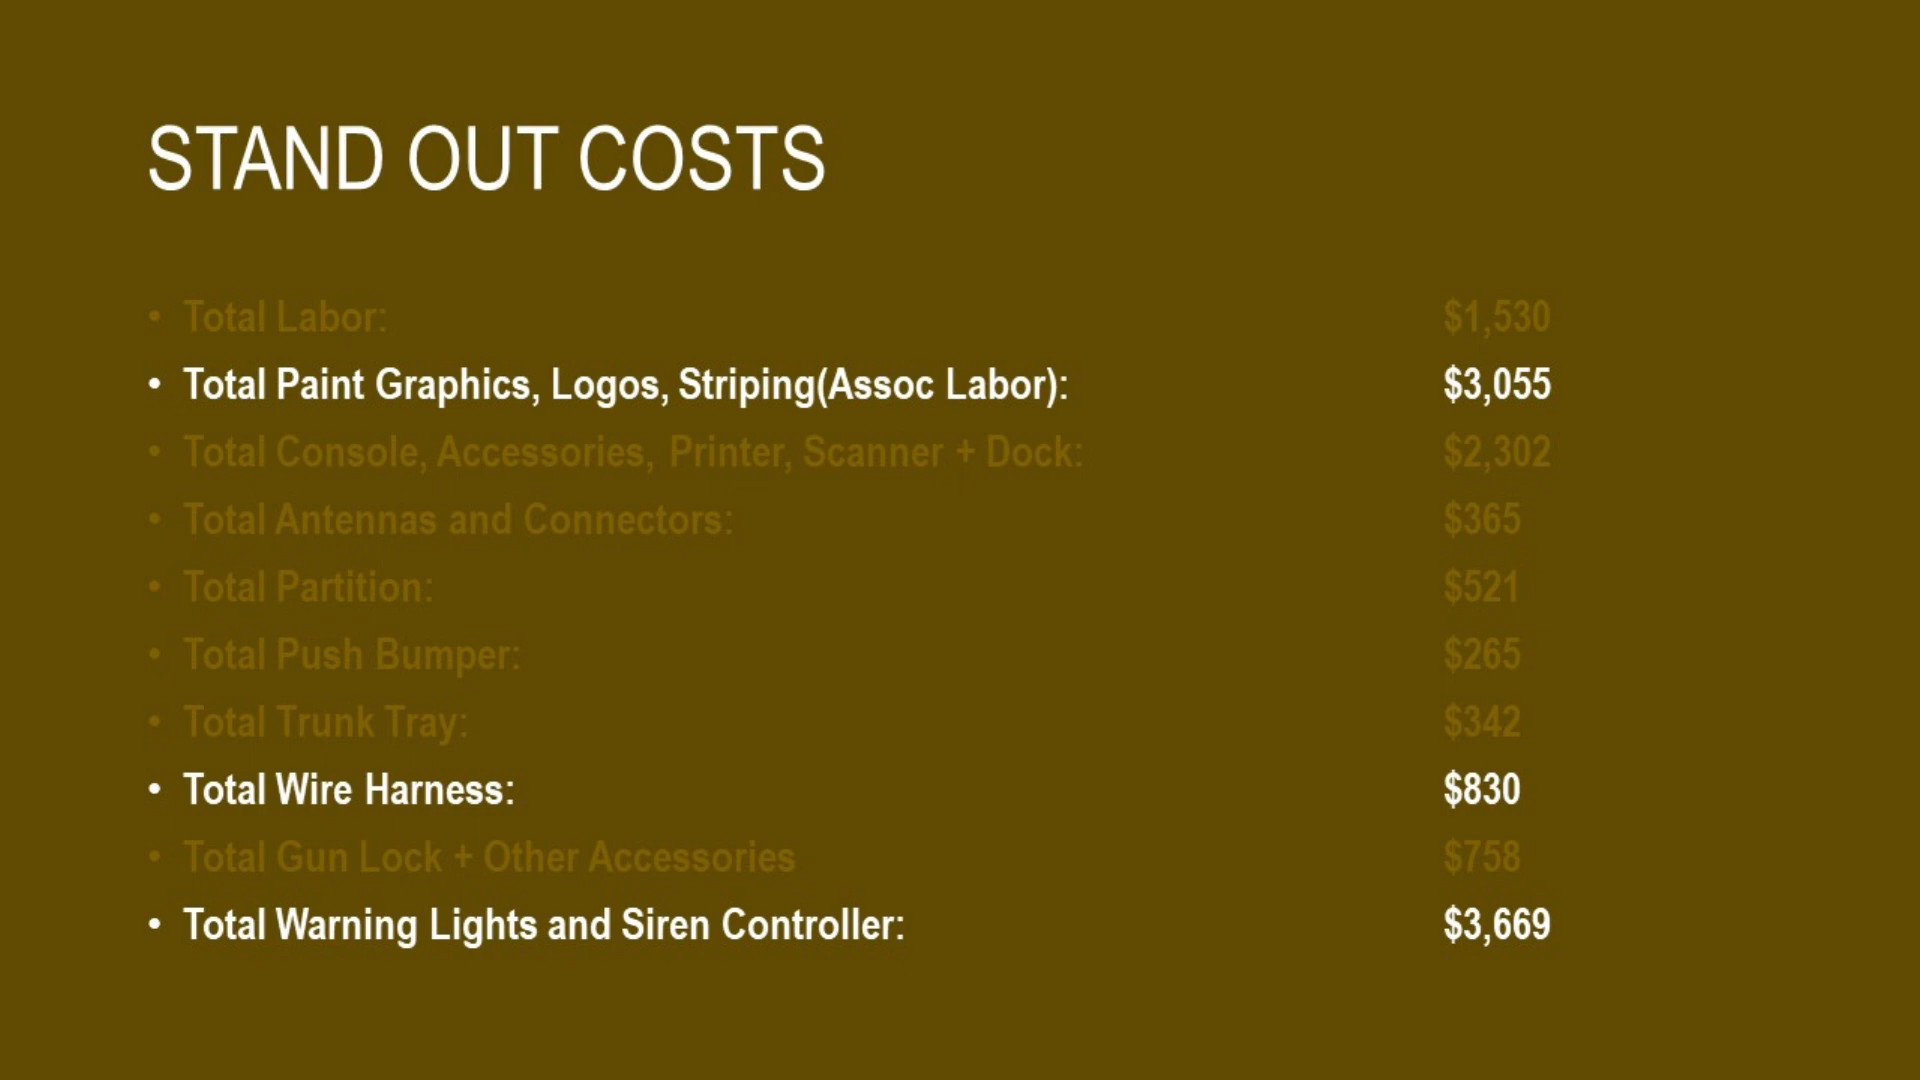 STAND OUT COSTS
• Total Labor: $1,530
• Total Paint Graphics, Logos, Striping(Assoc Labor): $3,055
• Total Console, Accessories, Printer, Scanner + Dock: $2,302
• Total Antennas and Connectors: $365
• Total Partition: $521
• Total Push Bumper: $265
• Total Trunk Tray: $342
• Total Wire Harness: $830
• Total Gun Lock + Other Accessories $758
• Total Warning Lights and Siren Controller: $3,669